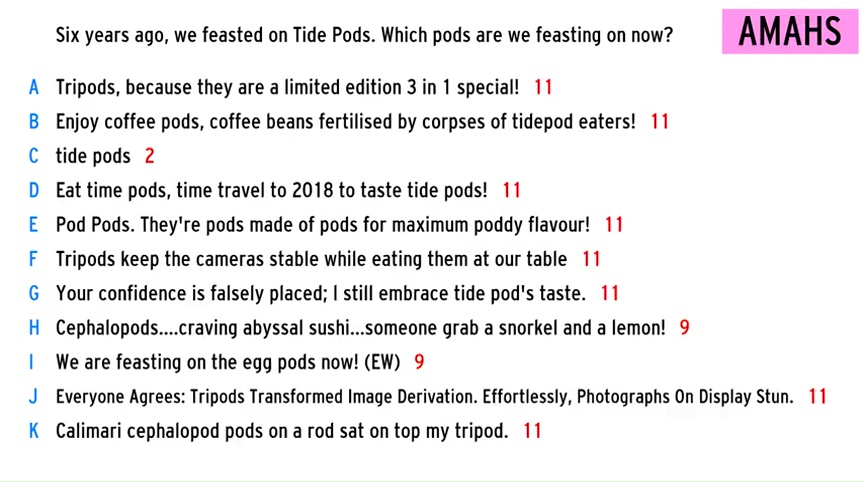 Six years ago, we feasted on Tide Pods. Which pods are we feasting on now?
AMAHS
A Tripods, because they are a limited edition 3 in 1 special! 11
B Enjoy coffee pods, coffee beans fertilised by corpses of tidepod eaters! 11
C tide pods 2
D Eat time pods, time travel to 2018 to taste tide pods! 11
E Pod Pods. They're pods made of pods for maximum poddy flavour! 11
F Tripods keep the cameras stable while eating them at our table 11
G Your confidence is falsely placed; I still embrace tide pod's taste. 11
H Cephalopods....craving abyssal sushi...someone grab a snorkel and a lemon! 9
I We are feasting on the egg pods now! (EW) 9
J Everyone Agrees: Tripods Transformed Image Derivation. Effortlessly, Photographs On Display Stun. 11
K Calimari cephalopod pods on a rod sat on top my tripod. 11